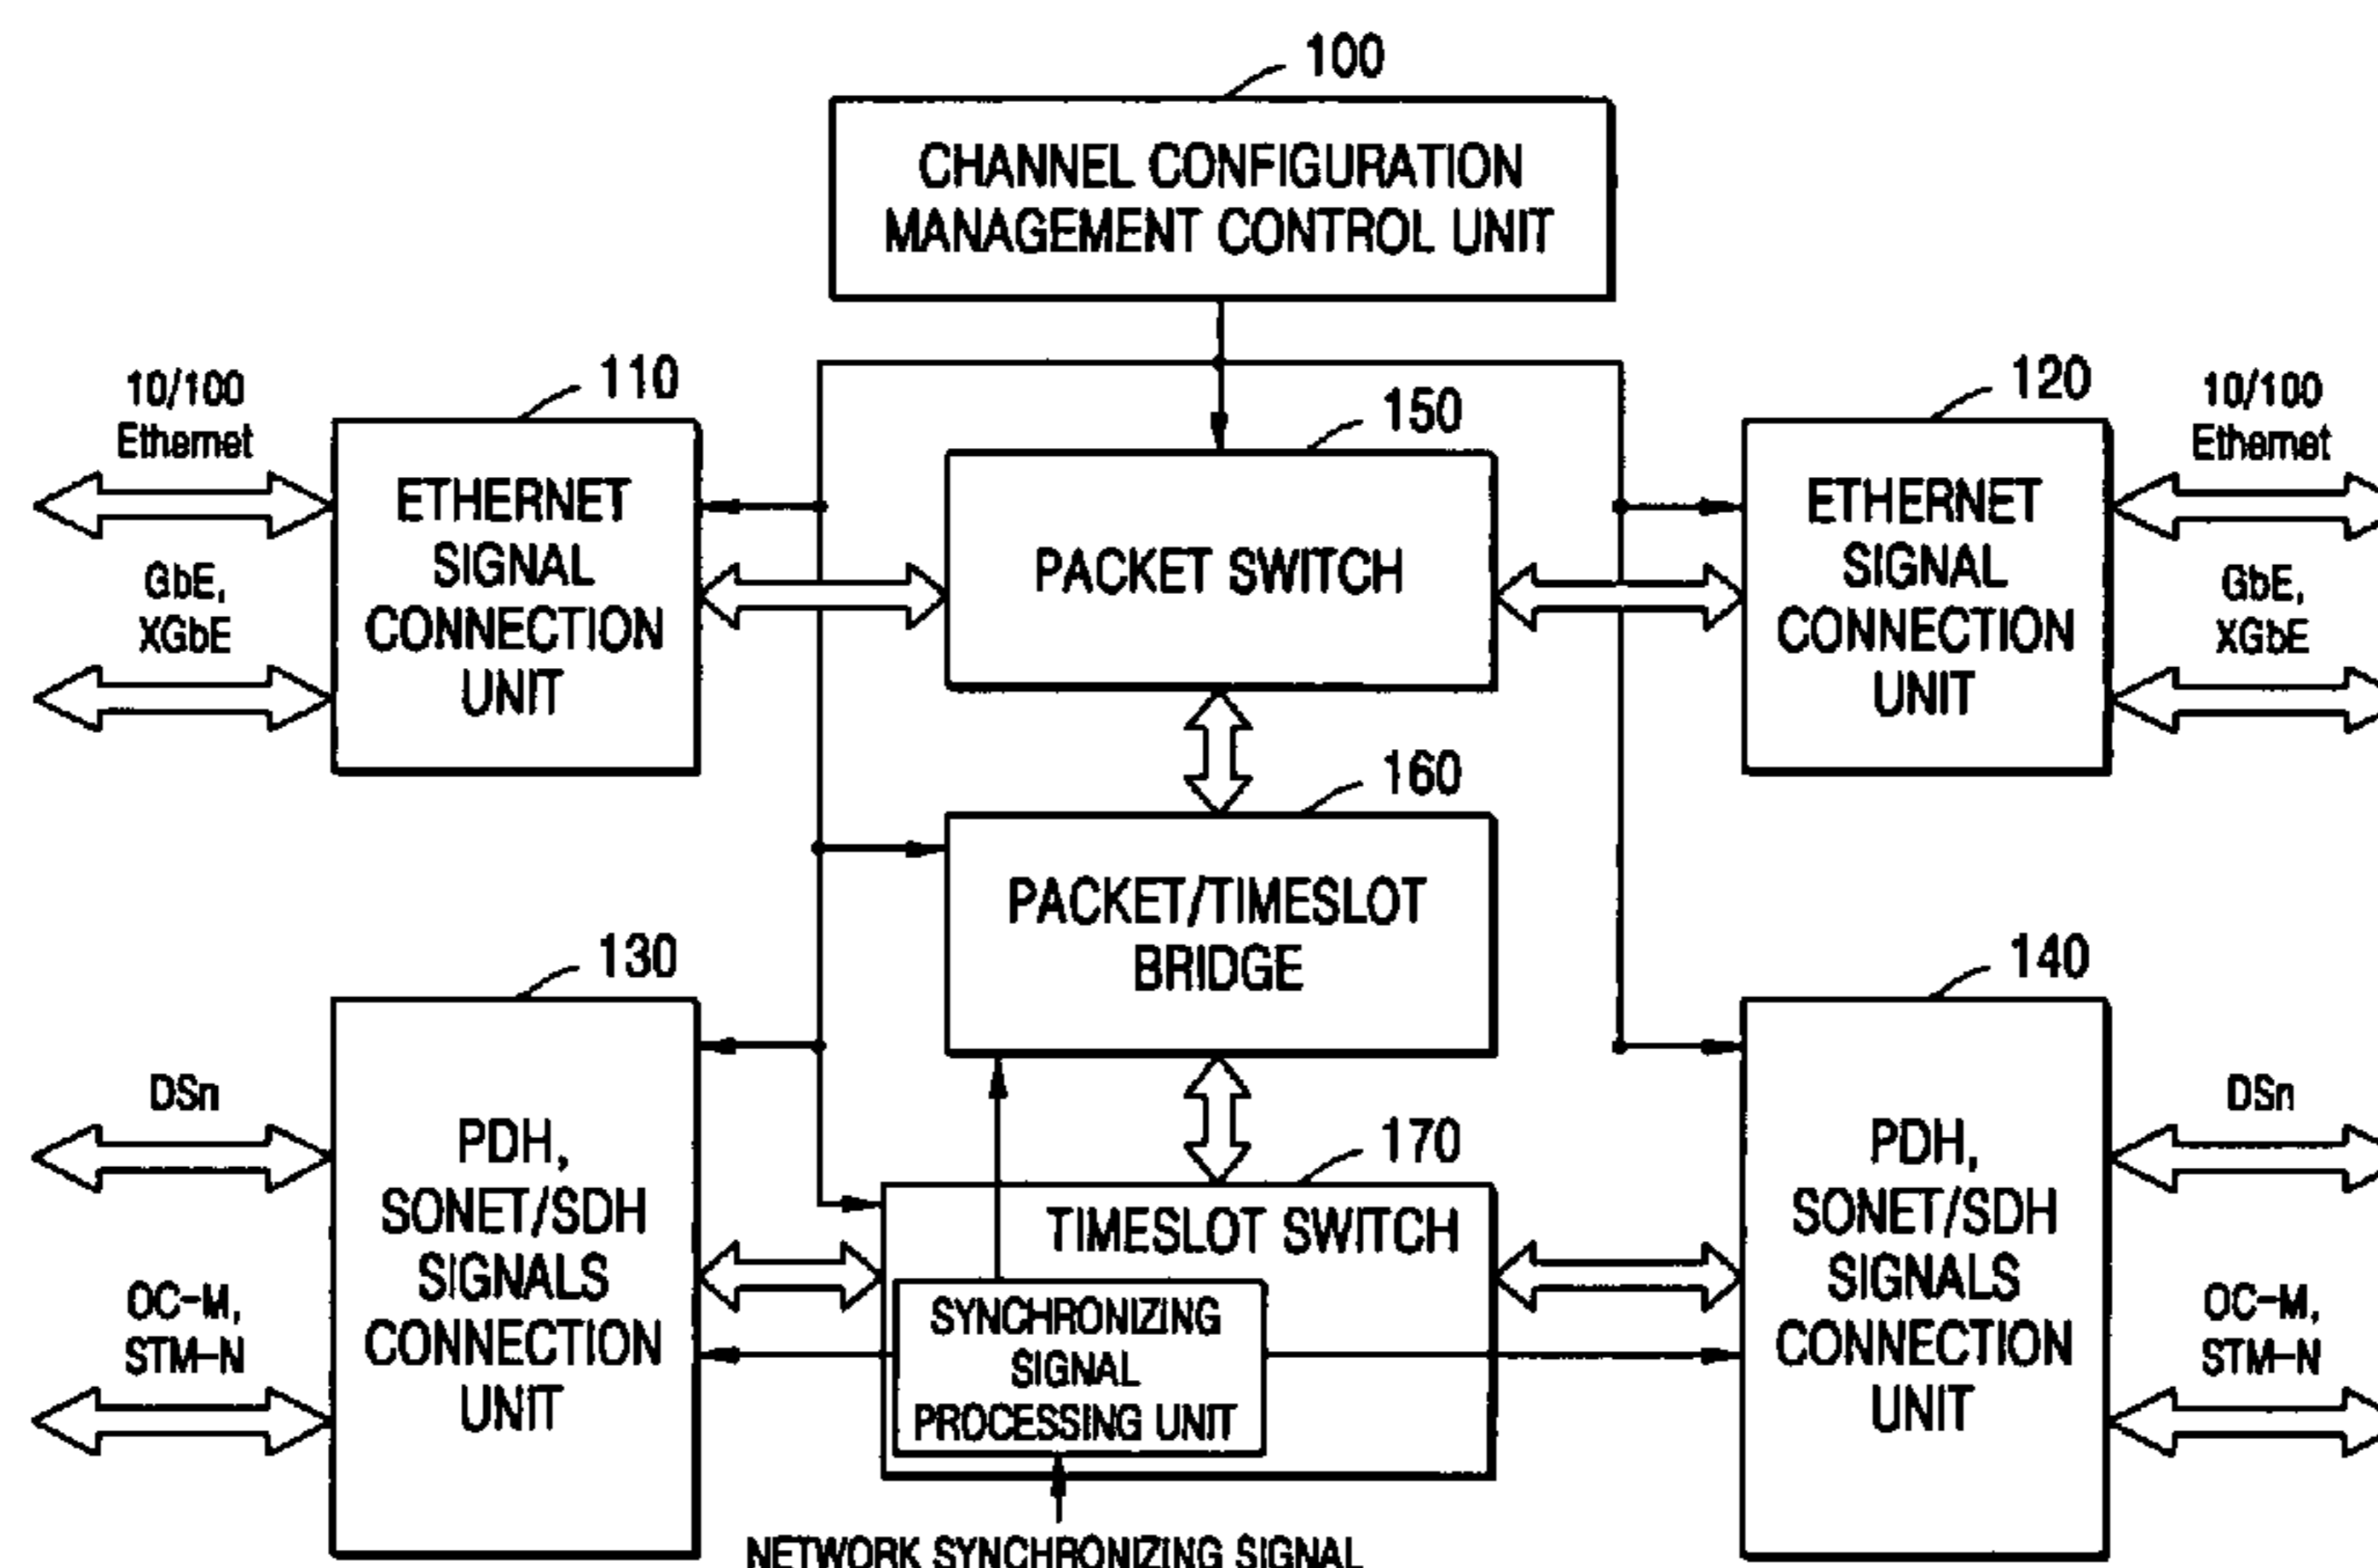 100
CHANNEL CONFIGURATION
MANAGEMENT CONTROL UNIT
10/100
Ethernet
GbE,
XGbE
110
ETHERNET
SIGNAL
CONNECTION
UNIT
150
PACKET SWITCH
120
ETHERNET
SIGNAL
CONNECTION
UNIT
10/100
Ethernet
GbE,
XGbE
160
PACKET/TIMESLOT
BRIDGE
DSn
OC-M,
STM-N
130
PDH,
SONET/SDH
SIGNALS
CONNECTION
UNIT
170
TIMESLOT SWITCH
SYNCHRONIZING
SIGNAL
PROCESSING UNIT
NETWORK SYNCHRONIZING SIGNAL
140
PDH,
SONET/SDH
SIGNALS
CONNECTION
UNIT
DSn
OC-M,
STM-N